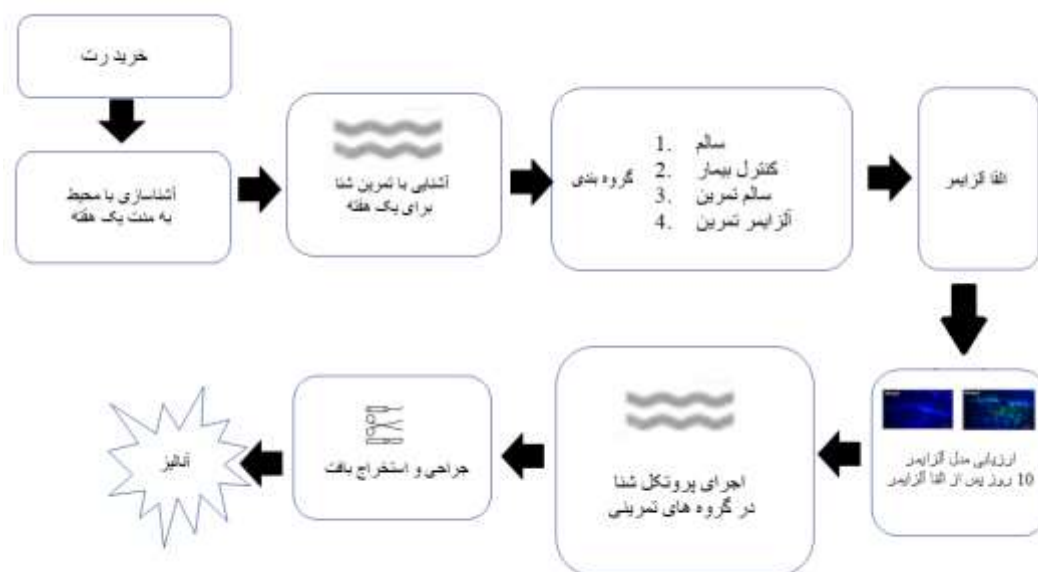 خرید رت
آشناسازی با محیط
به مدت یک هفته
آشنایی با تمرین شنا
برای یک هفته
گروه بندی
1. سالم
2. کنترل بیمار
3. سالم تمرین
4. آلزایمر تمرین
القا آلزایمر
ارزیابی مدل آلزایمر
10 روز پس از القا آلزایمر
اجرای پروتکل شنا
در گروه های تمرینی
جراحی و استخراج بافت
آنالیز